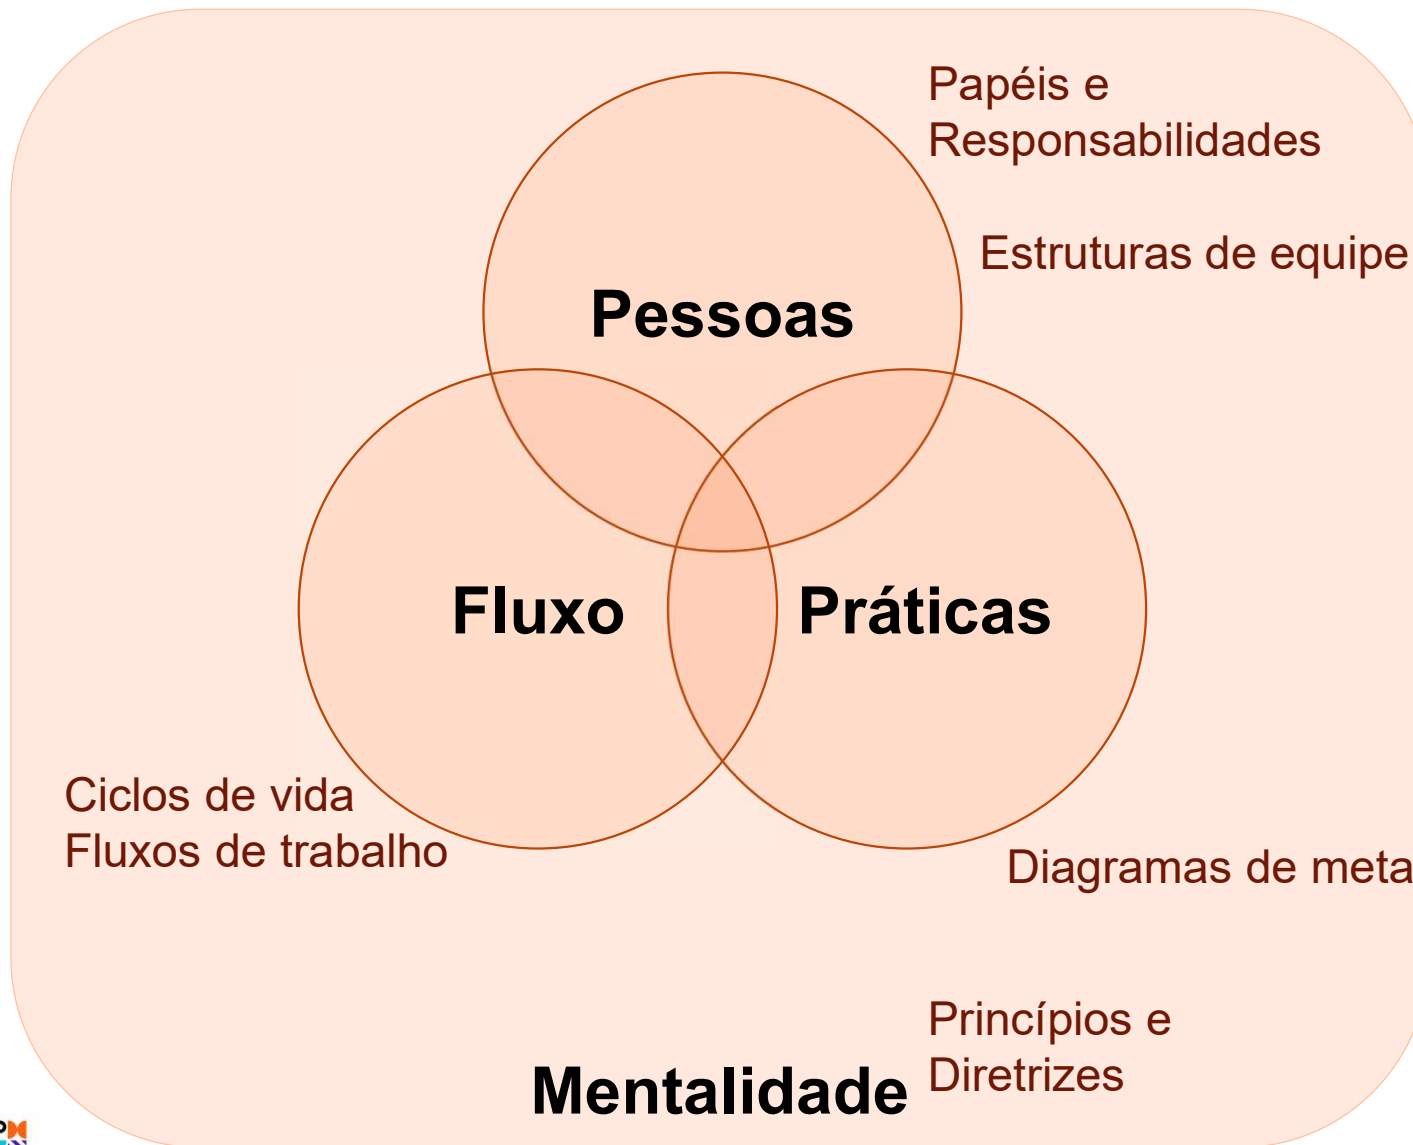 Papéis e
Responsabilidades
Estruturas de equipe
Pessoas
Fluxo
Práticas
Ciclos de vida
Fluxos de trabalho
Diagramas de meta
Princípios e
Diretrizes
Mentalidade